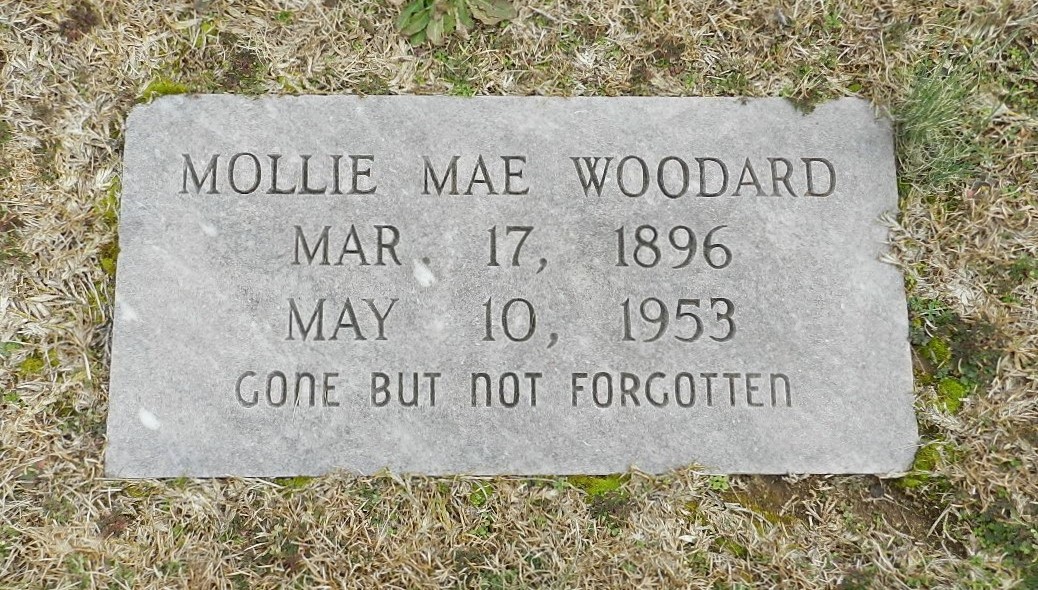 MOLLIE MAE WOODARD
MAR. 17, 1896
MAY 10, 1953
GONE BUT NOT FORGOTTEN